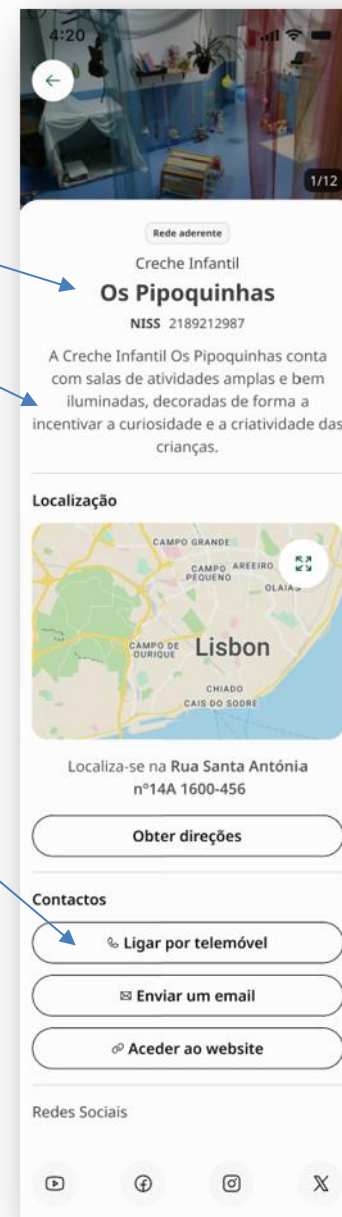 4:20
1/12
Rede aderente
Creche Infantil
Os Pipoquinhas
NISS 2189212987
A Creche Infantil Os Pipoquinhas conta
com salas de atividades amplas e bem
iluminadas, decoradas de forma a
incentivar a curiosidade e a criatividade das
crianças.
Localização
CAMPO GRANDE
CAMPO PEQUENO
AREEIRO
OLAIAS
CAMPO DE OURIQUE
Lisbon
CHIADO
CAIS DO SODRE
Localiza-se na Rua Santa Antónia
nº14A 1600-456
Obter direções
Contactos
Ligar por telemóvel
Enviar um email
Aceder ao website
Redes Sociais